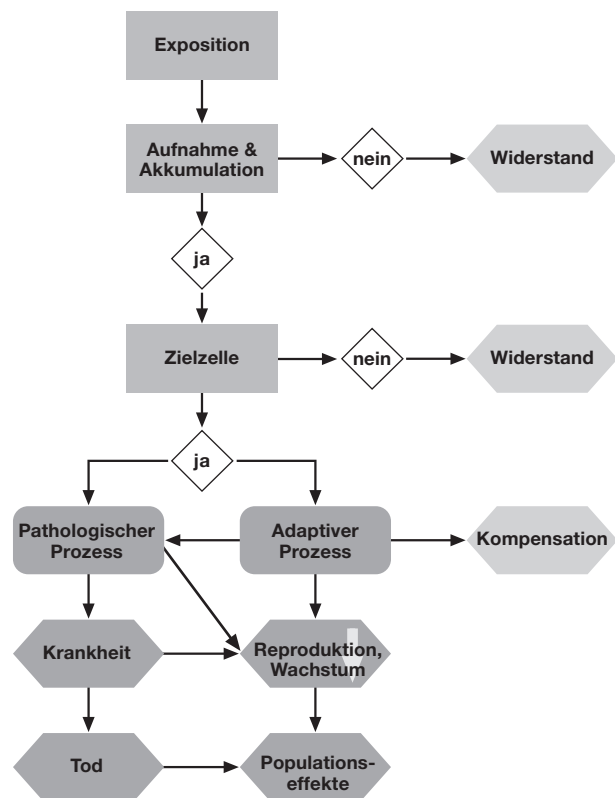 Exposition
Aufnahme &
Akkumulation
nein
Widerstand
ja
Zielzelle
nein
Widerstand
ja
Pathologischer
Prozess
Adaptiver
Prozess
Kompensation
Krankheit
Reproduktion,
Wachstum
Tod
Populations-
effekte